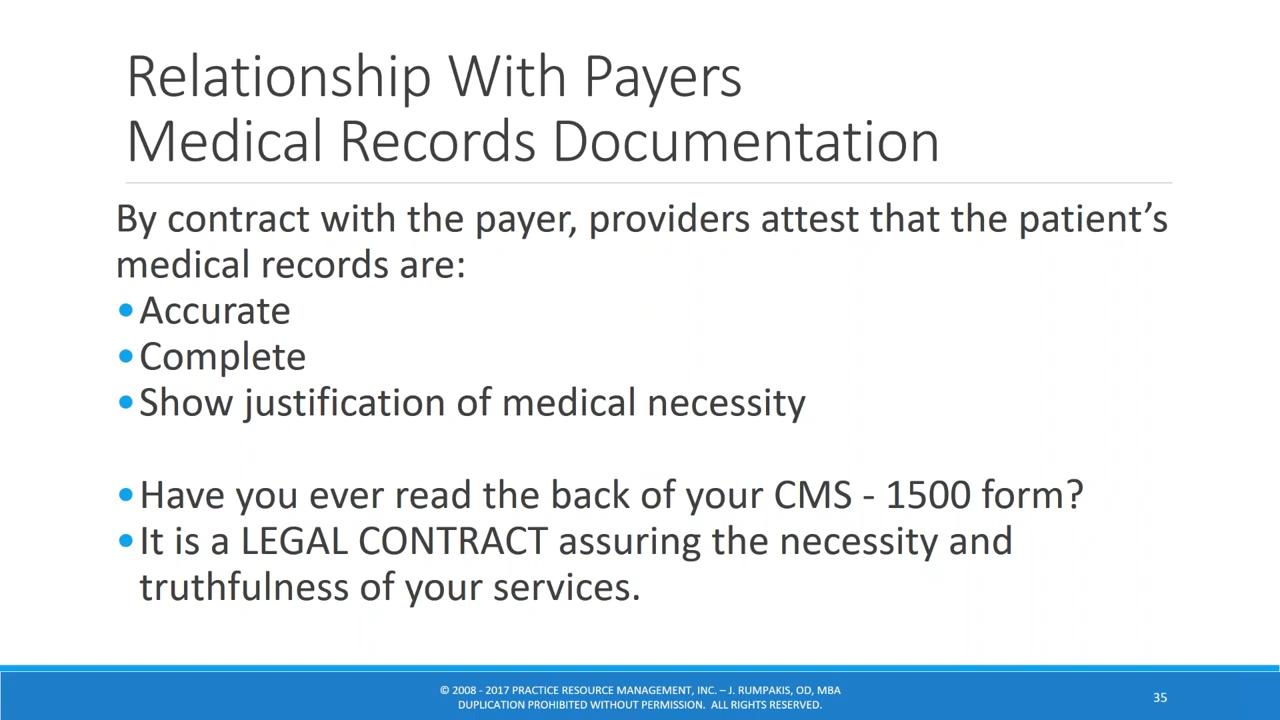 Relationship With Payers
Medical Records Documentation
By contract with the payer, providers attest that the patient’s
medical records are:
•Accurate
•Complete
•Show justification of medical necessity
•Have you ever read the back of your CMS - 1500 form?
•It is a LEGAL CONTRACT assuring the necessity and
truthfulness of your services.
© 2008 - 2017 PRACTICE RESOURCE MANAGEMENT, INC. – J. RUMPAKIS, OD, MBA
DUPLICATION PROHIBITED WITHOUT PERMISSION. ALL RIGHTS RESERVED.
35